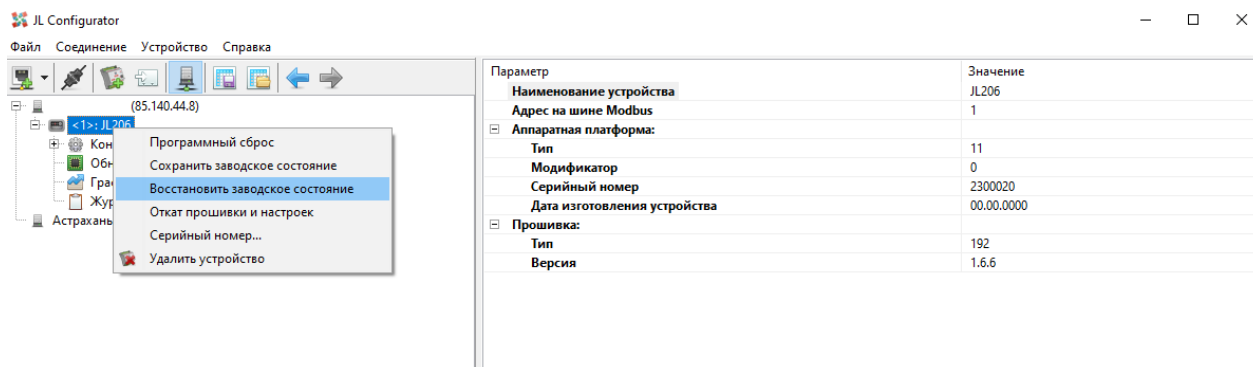 JL Configurator
Файл Соединение Устройство Справка
(85.140.44.8)
<1>: JL206
Астрахань
Программный сброс
Сохранить заводское состояние
Восстановить заводское состояние
Откат прошивки и настроек
Серийный номер...
Удалить устройство
Параметр Значение
Наименование устройства JL206
Адрес на шине Modbus 1
Аппаратная платформа:
Тип 11
Модификатор 0
Серийный номер 2300020
Дата изготовления устройства 00.00.0000
Прошивка:
Тип 192
Версия 1.6.6